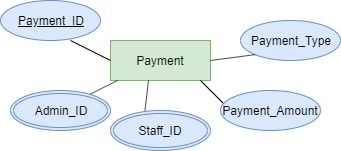 Payment_ID
Payment_Type
Payment
Admin_ID
Payment_Amount
Staff_ID